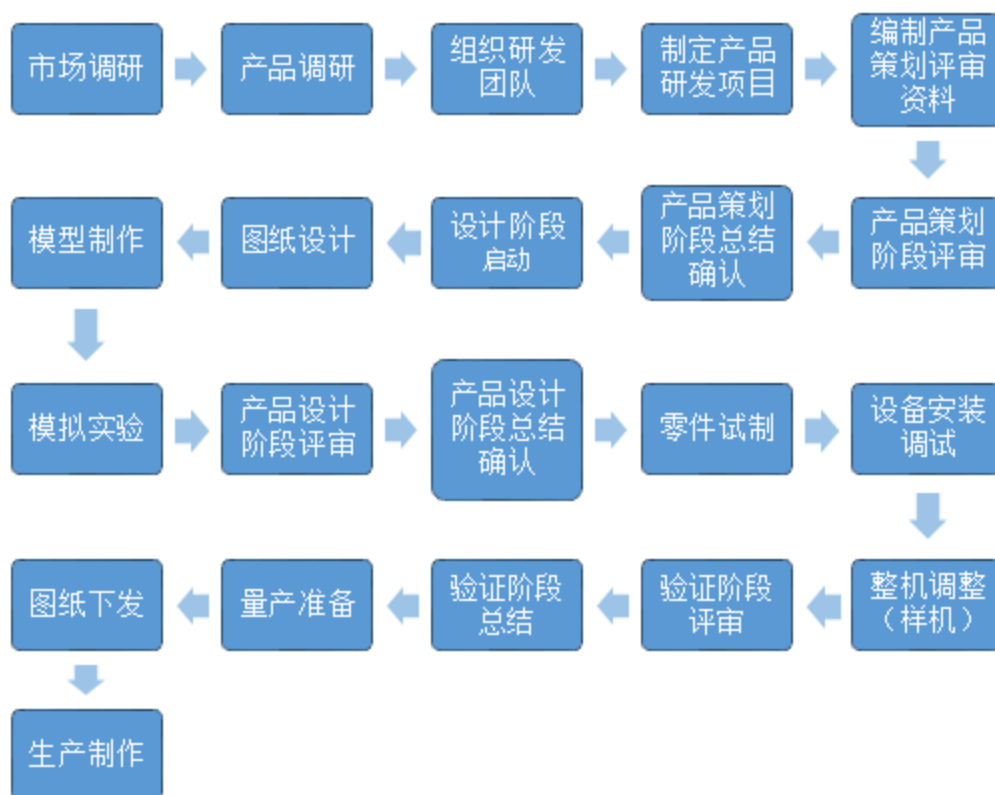 市场调研
产品调研
组织研发
团队
制定产品
研发项目
编制产品
策划评审
资料
产品策划
阶段评审
产品策划
阶段总结
确认
设计阶段
启动
图纸设计
模型制作
模拟实验
产品设计
阶段评审
产品设计
阶段总结
确认
零件试制
设备安装
调试
整机调整
（样机）
验证阶段
评审
验证阶段
总结
量产准备
图纸下发
生产制作